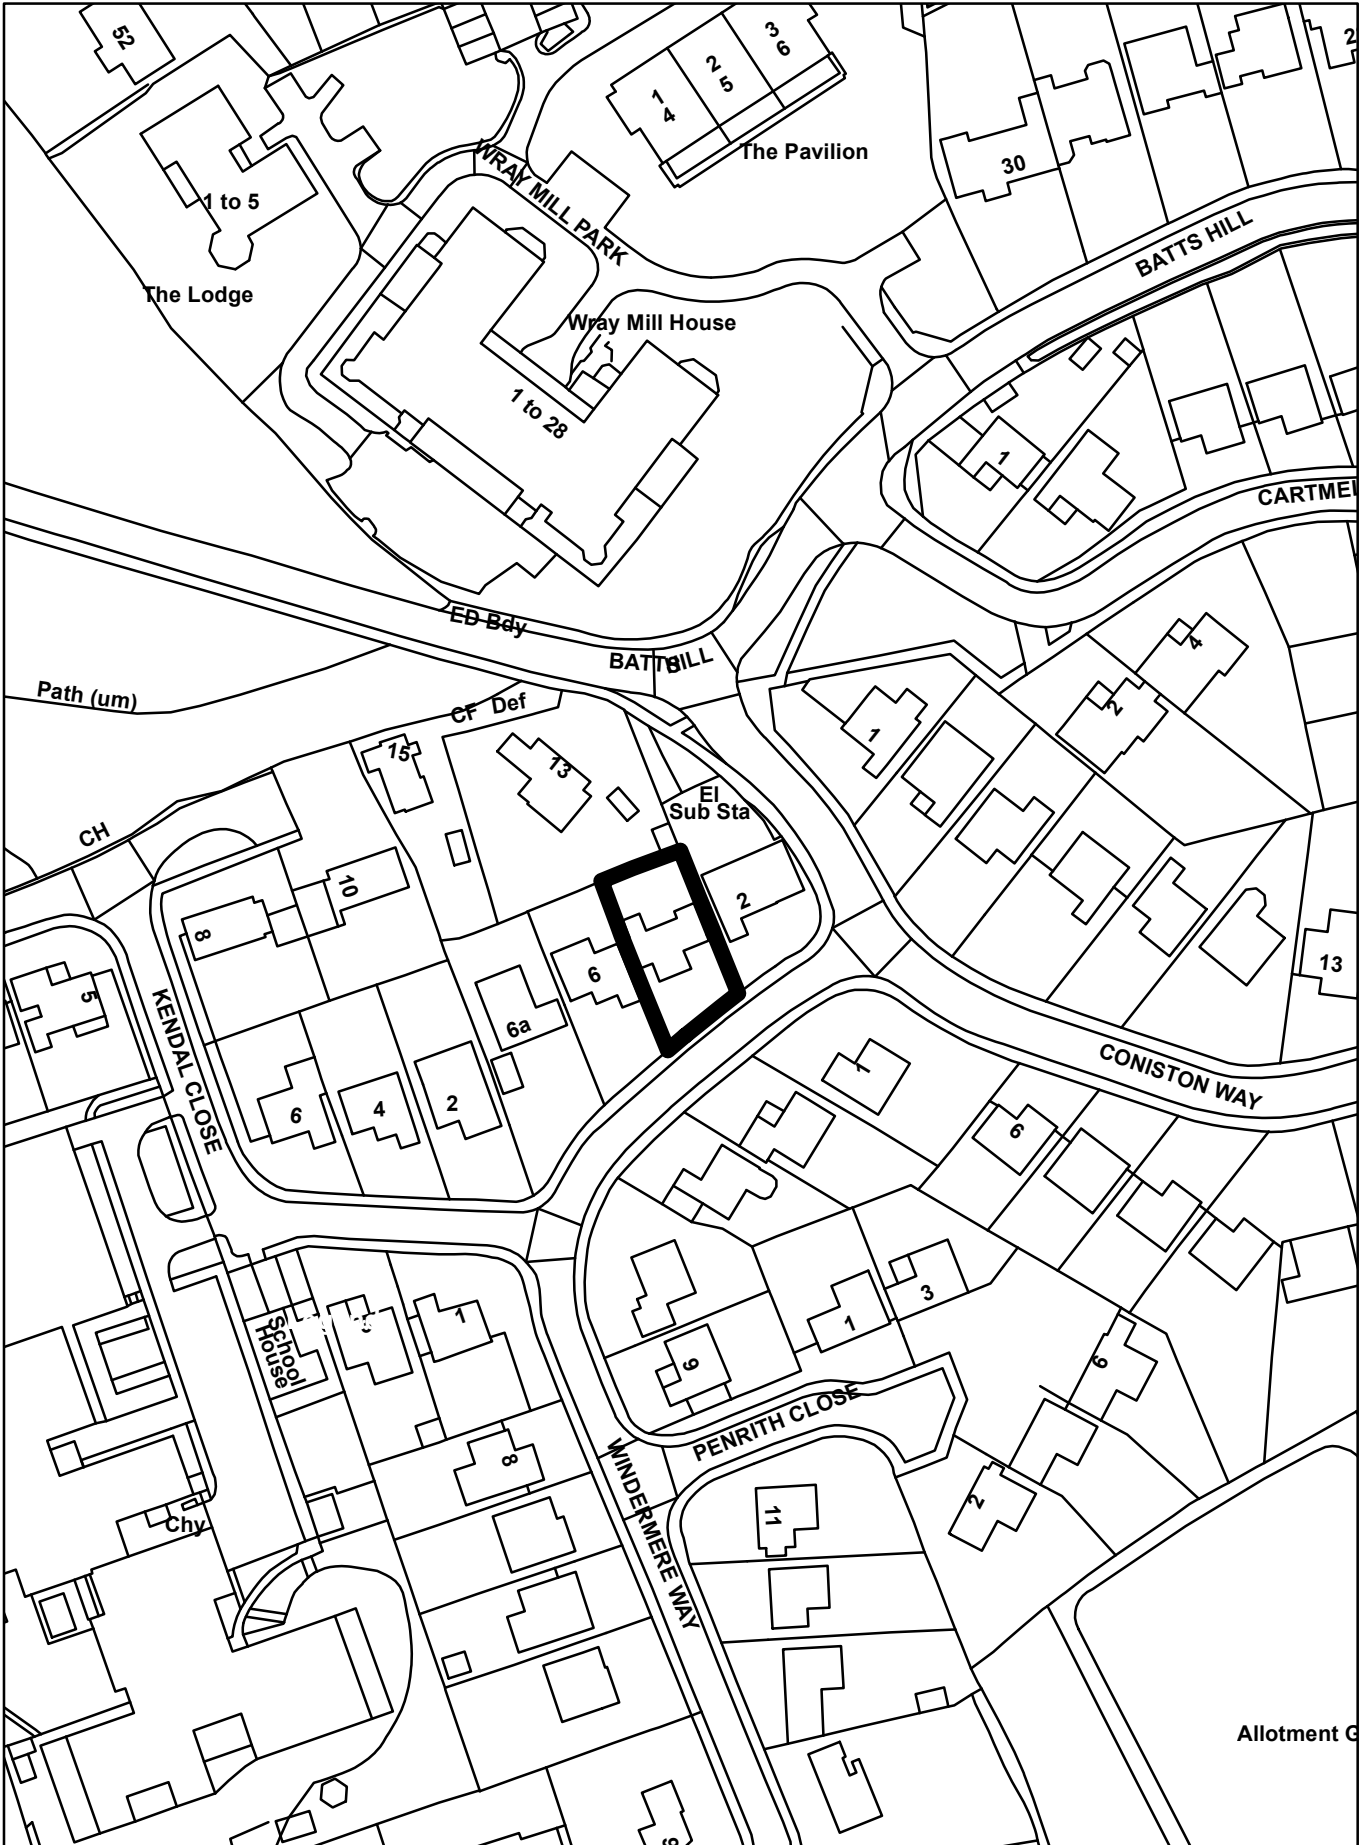 52
1
4
2
5
3
6
The Pavilion
30
2
WRAY MILL PARK
1 to 5
BATTS HILL
The Lodge
Wray Mill House
1 to 28
1
CARTMEL
ED Bdy
BATTS HILL
4
2
Path (um)
CF Def
15
13
1
El
Sub Sta
CH
10
8
2
6
13
5
KENDAL CLOSE
6a
CONISTON WAY
1
6
4
2
6
3
1
School
House
1
9
6
PENRITH CLOSE
8
WINDERMERE WAY
2
11
Chy
Allotment G